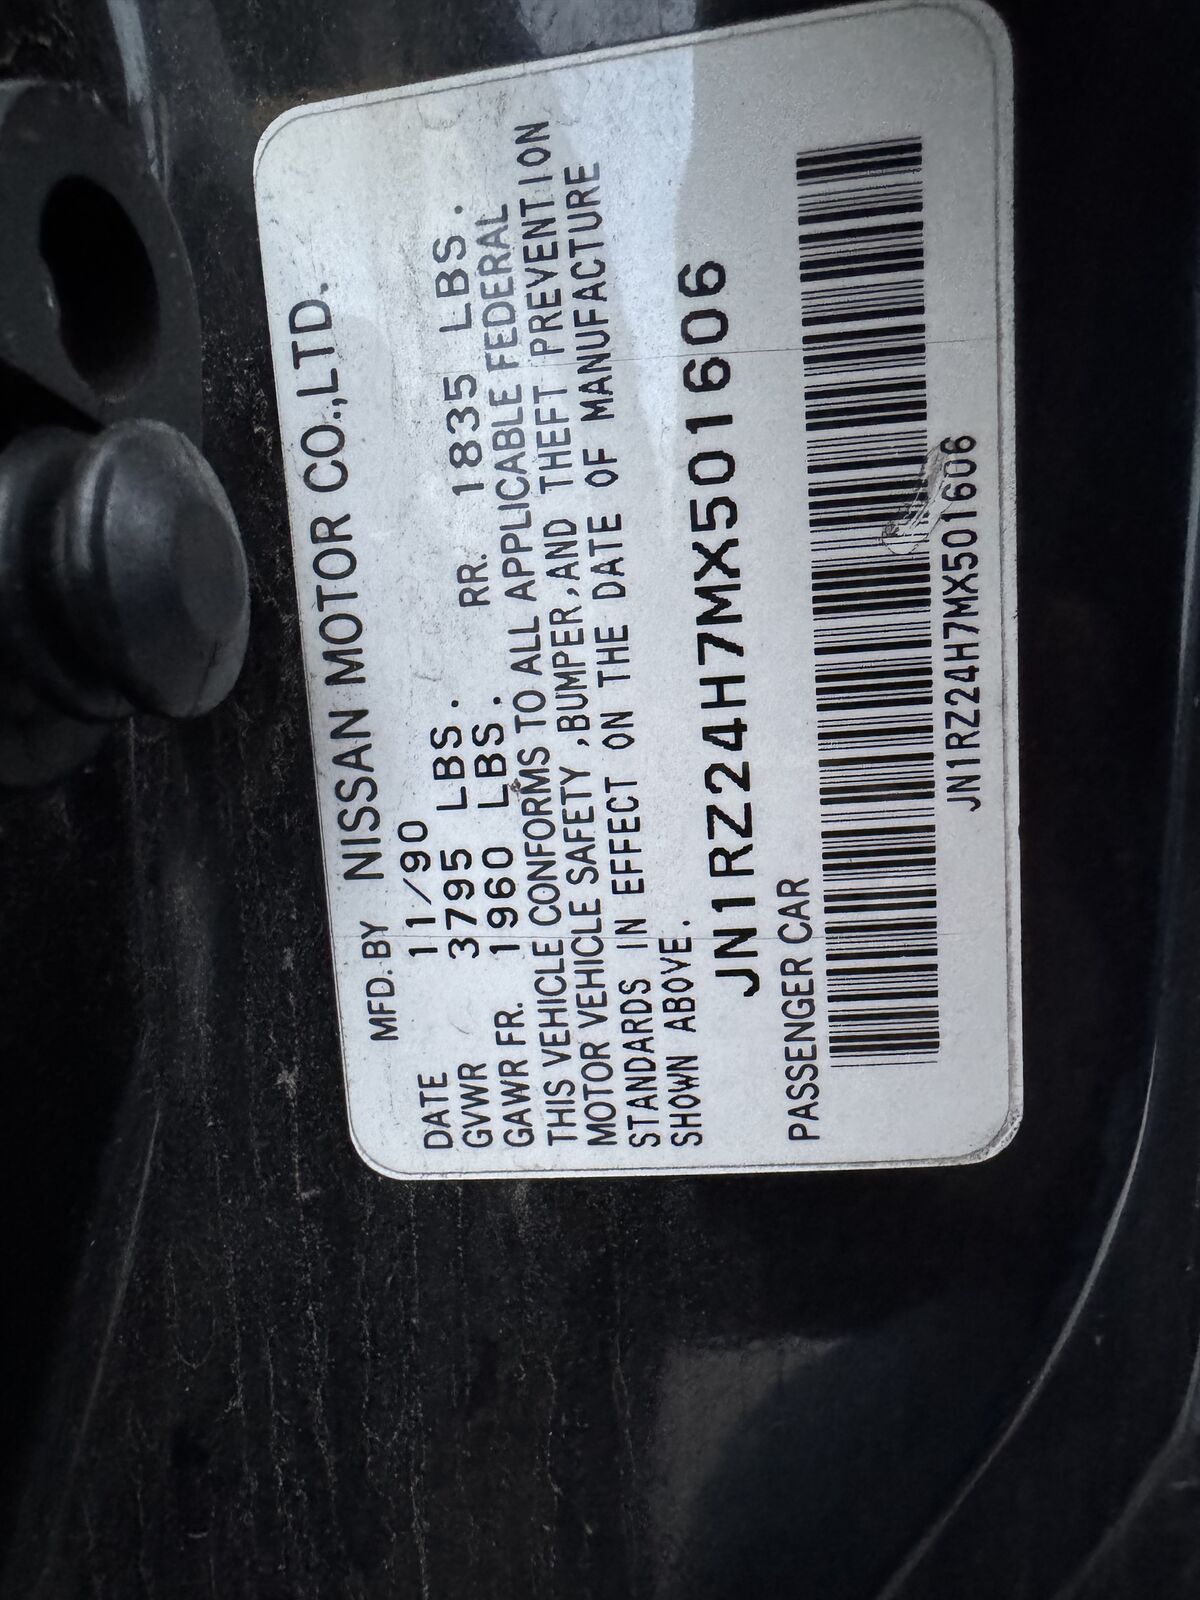 MFD. BY NISSAN MOTOR CO.,LTD.
DATE 11/90
GVWR 3795 LBS.
GAWR FR. 1960 LBS. RR. 1835 LBS.
THIS VEHICLE CONFORMS TO ALL APPLICABLE FEDERAL
MOTOR VEHICLE SAFETY ,BUMPER,AND THEFT PREVENTION
STANDARDS IN EFFECT ON THE DATE OF MANUFACTURE
SHOWN ABOVE.
JN1RZ24H7MX501606
PASSENGER CAR
JN1RZ24H7MX501606